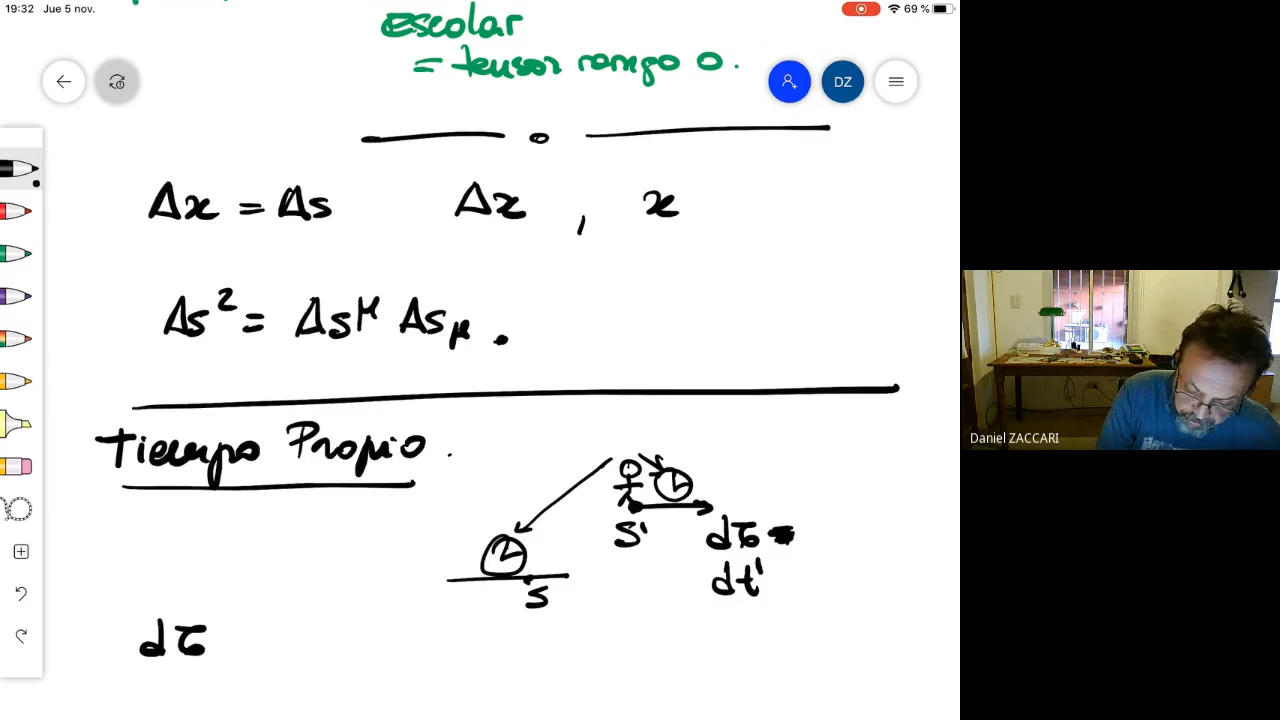 19:32 Jue 5 nov. 69 %
escolar
= tensor rango 0.
DZ
Δx = Δs Δx , x
Δs² = Δs^μ Δs_μ .
Tiempo Propio .
S' dτ
dt'
S
dτ
Daniel ZACCARI